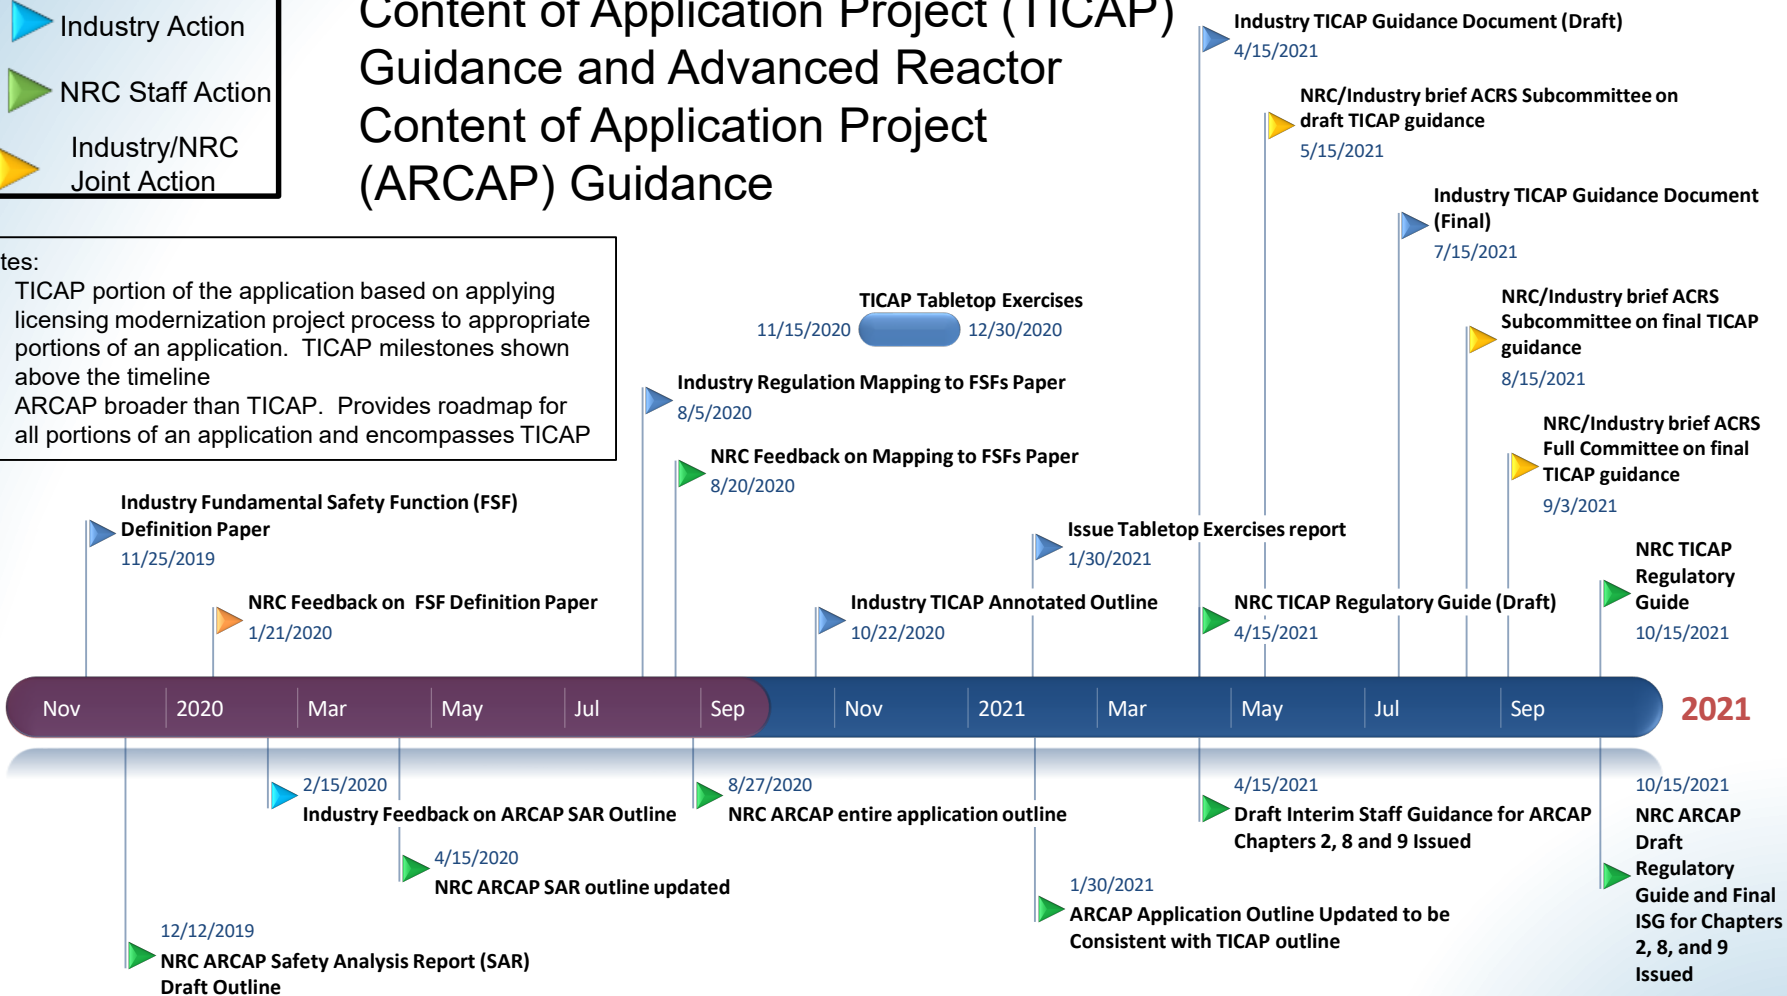 Industry Action
NRC Staff Action
Industry/NRC
Joint Action
Content of Application Project (TICAP)
Guidance and Advanced Reactor
Content of Application Project
(ARCAP) Guidance
tes:
TICAP portion of the application based on applying
licensing modernization project process to appropriate
portions of an application.  TICAP milestones shown
above the timeline
ARCAP broader than TICAP.  Provides roadmap for
all portions of an application and encompasses TICAP
Industry TICAP Guidance Document (Draft)
4/15/2021
NRC/Industry brief ACRS Subcommittee on
draft TICAP guidance
5/15/2021
Industry TICAP Guidance Document
(Final)
7/15/2021
NRC/Industry brief ACRS
Subcommittee on final TICAP
guidance
8/15/2021
NRC/Industry brief ACRS
Full Committee on final
TICAP guidance
9/3/2021
TICAP Tabletop Exercises
11/15/2020
12/30/2020
Industry Regulation Mapping to FSFs Paper
8/5/2020
NRC Feedback on Mapping to FSFs Paper
8/20/2020
Industry Fundamental Safety Function (FSF)
Definition Paper
11/25/2019
NRC Feedback on  FSF Definition Paper
1/21/2020
Issue Tabletop Exercises report
1/30/2021
Industry TICAP Annotated Outline
10/22/2020
NRC TICAP Regulatory Guide (Draft)
4/15/2021
NRC TICAP
Regulatory
Guide
10/15/2021
Nov 2020 Mar May Jul Sep Nov 2021 Mar May Jul Sep 2021
2/15/2020
Industry Feedback on ARCAP SAR Outline
4/15/2020
NRC ARCAP SAR outline updated
12/12/2019
NRC ARCAP Safety Analysis Report (SAR)
Draft Outline
8/27/2020
NRC ARCAP entire application outline
1/30/2021
ARCAP Application Outline Updated to be
Consistent with TICAP outline
4/15/2021
Draft Interim Staff Guidance for ARCAP
Chapters 2, 8 and 9 Issued
10/15/2021
NRC ARCAP
Draft
Regulatory
Guide and Final
ISG for Chapters
2, 8, and 9
Issued